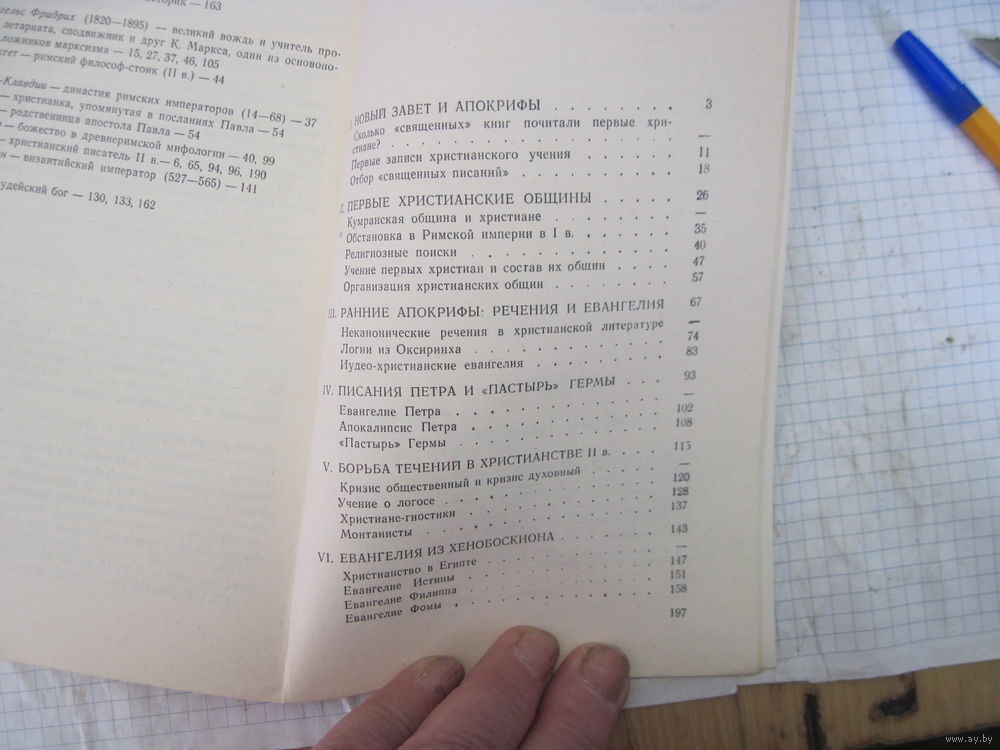 сторик — 163
гельс Фридрих (1820—1895) — великий вождь и учитель про-
летариата, сподвижник и друг К. Маркса, один из основопо-
ложников марксизма — 15, 27, 37, 46, 105
ктет — римский философ-стоик (II в.) — 44
-Клавдии — династия римских императоров (14—68) — 37
— христианка, упомянутая в посланиях Павла — 54
— родственница апостола Павла — 54
— божество в древнеримской мифологии — 40, 99
— христианский писатель II в.— 6, 65, 94, 96, 190
ан — византийский император (527—565) — 141
удейский бог — 130, 133, 162
I. НОВЫЙ ЗАВЕТ И АПОКРИФЫ . . . . . . . . 3
Сколько «священных» книг почитали первые хри-
стиане? . . . . . . . . . . . . . . —
Первые записи христианского учения . . . . . . 11
Отбор «священных писаний» . . . . . . . . . 18
II. ПЕРВЫЕ ХРИСТИАНСКИЕ ОБЩИНЫ . . . . . 26
Кумранская община и христиане . . . . . . . —
Обстановка в Римской империи в I в. . . . . . . 35
Религиозные поиски . . . . . . . . . . . 40
Учение первых христиан и состав их общин . . . . 47
Организация христианских общин . . . . . . . 57
III. РАННИЕ АПОКРИФЫ: РЕЧЕНИЯ И ЕВАНГЕЛИЯ 67
Неканонические речения в христианской литературе —
Логии из Оксиринха . . . . . . . . . . . 74
Иудео-христианские евангелия . . . . . . . . 83
IV. ПИСАНИЯ ПЕТРА И «ПАСТЫРЬ» ГЕРМЫ . . . 93
Евангелие Петра . . . . . . . . . . . . —
Апокалипсис Петра . . . . . . . . . . . 102
«Пастырь» Гермы . . . . . . . . . . . . 108
V. БОРЬБА ТЕЧЕНИЙ В ХРИСТИАНСТВЕ II в. . . . 115
Кризис общественный и кризис духовный . . . . . —
Учение о логосе . . . . . . . . . . . . 120
Христиане-гностики . . . . . . . . . . . 128
Монтанисты . . . . . . . . . . . . . 137
VI. ЕВАНГЕЛИЯ ИЗ ХЕНОБОСКИОНА . . . . . . 143
Христианство в Египте . . . . . . . . . . —
Евангелие Истины . . . . . . . . . . . 147
Евангелие Филиппа . . . . . . . . . . . 151
Евангелие Фомы . . . . . . . . . . . . 158
197
www.ay.by